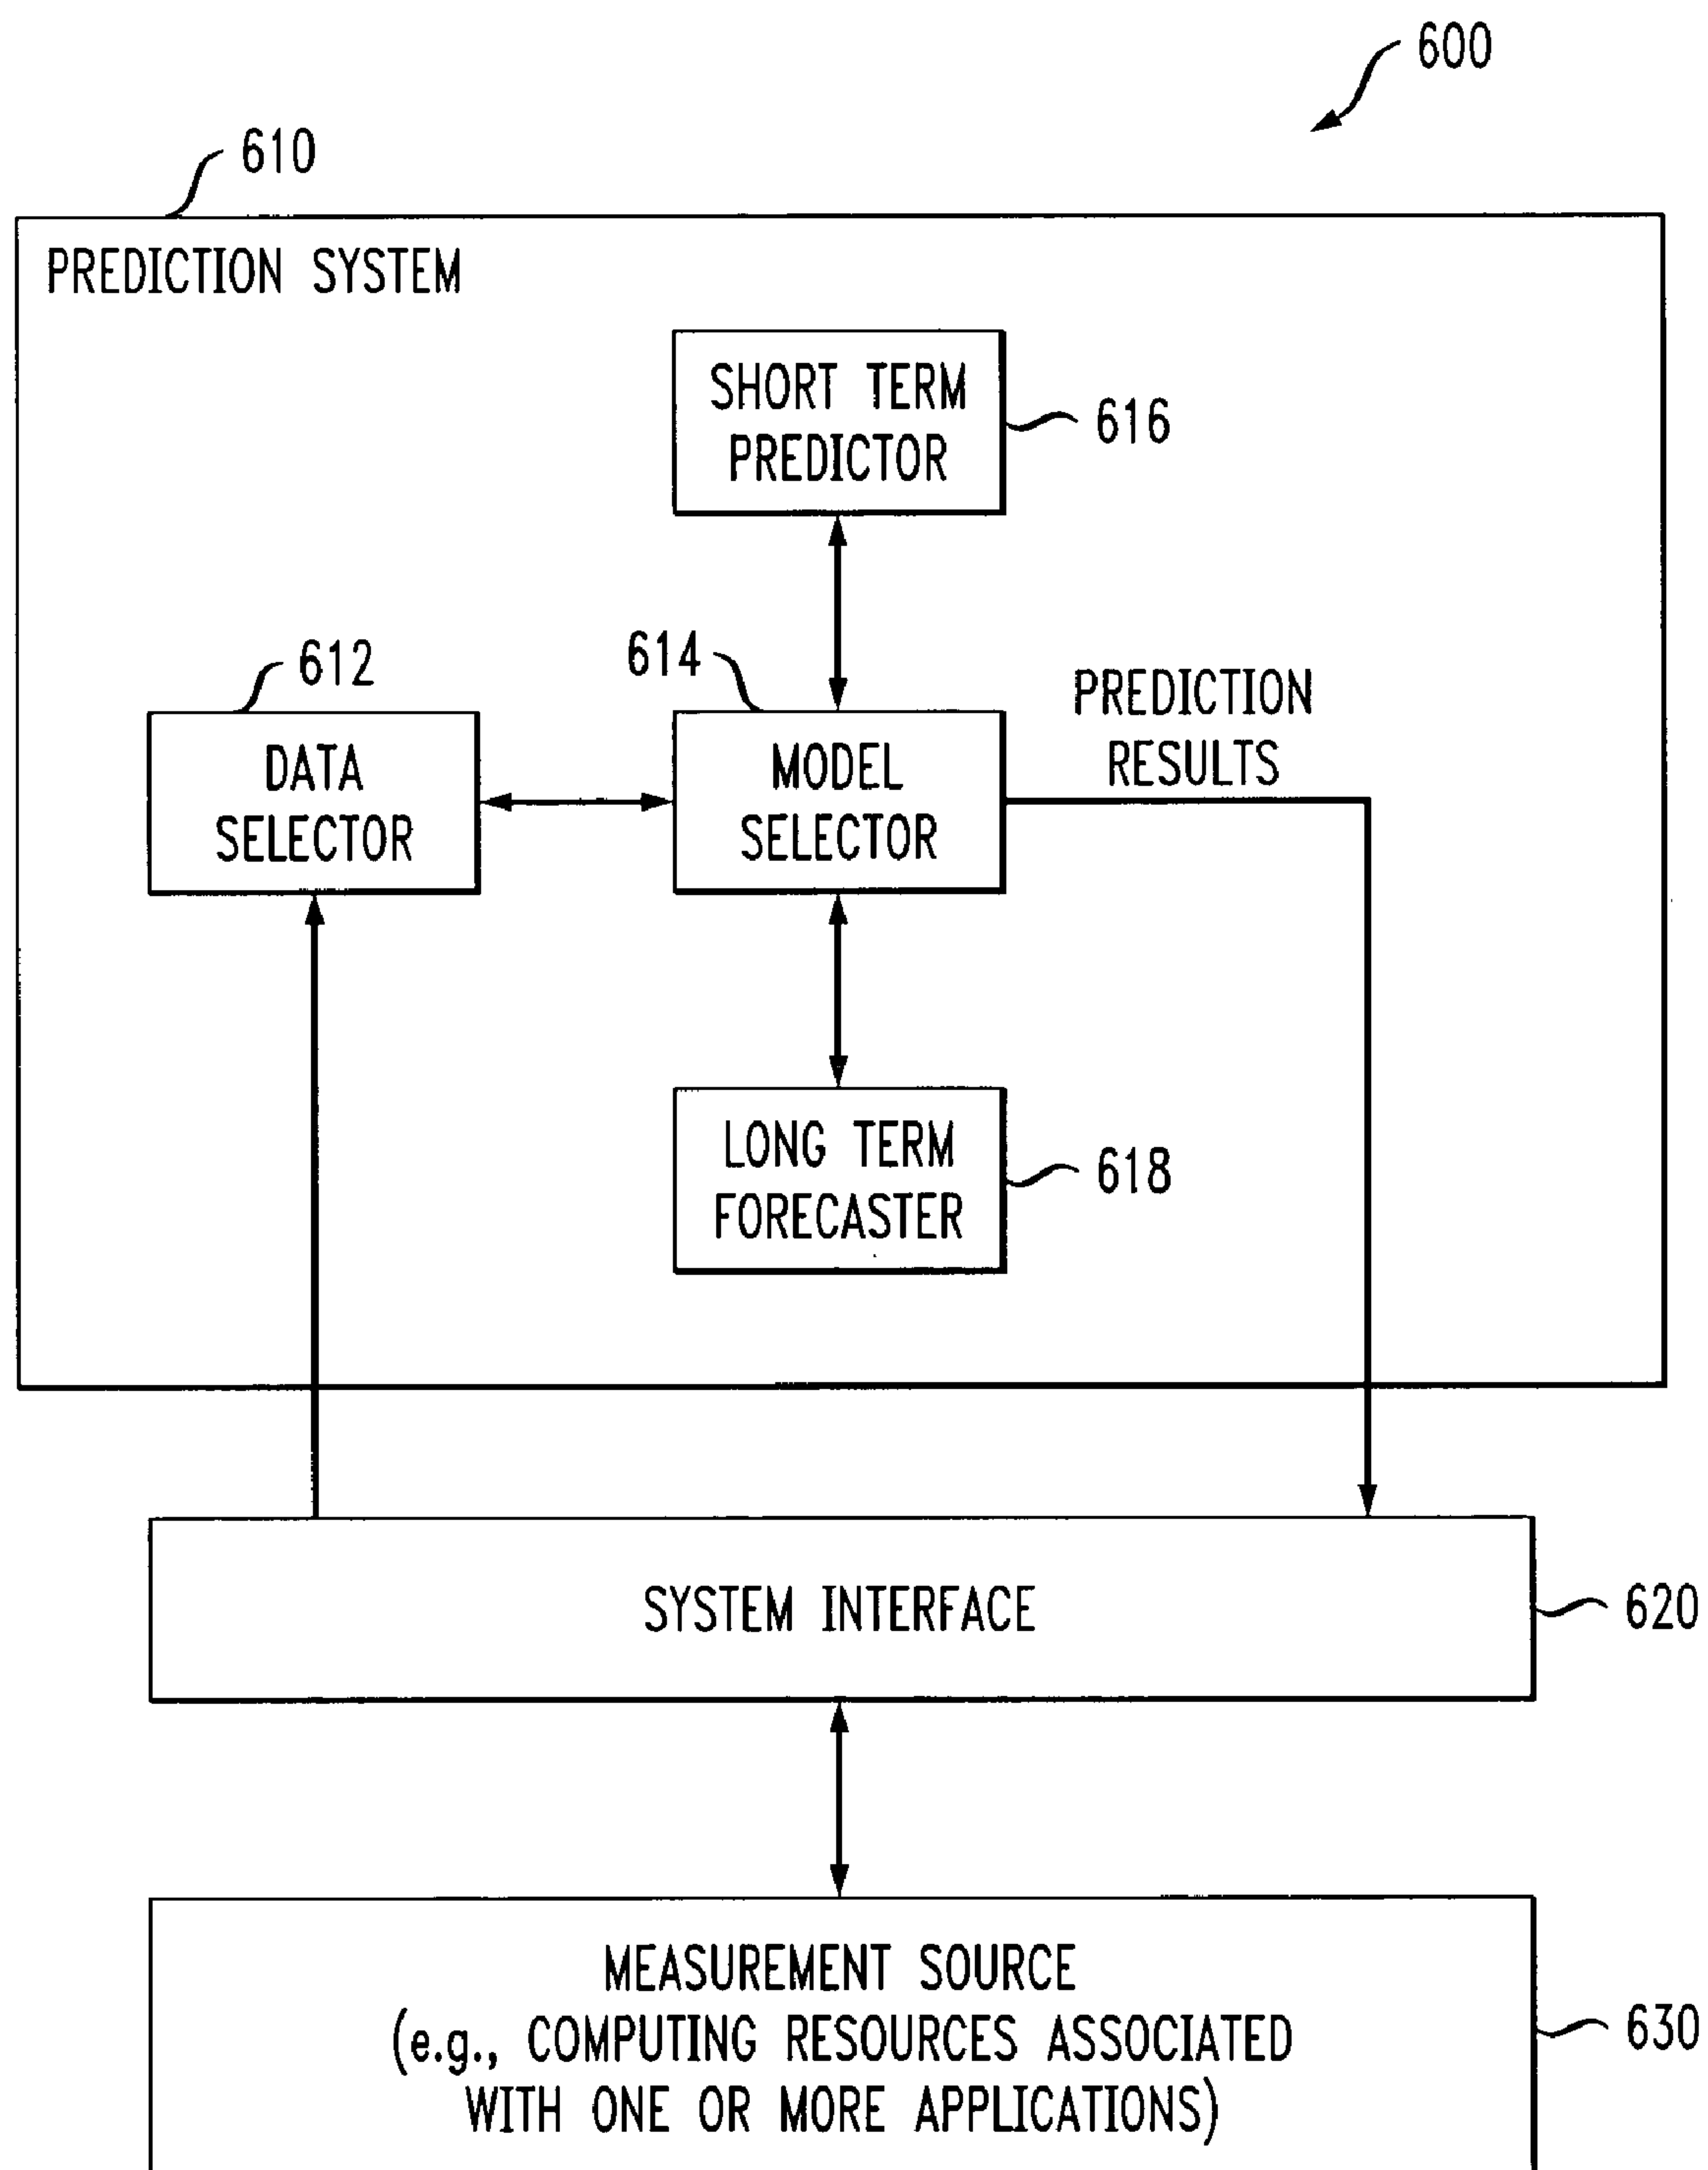 600
610
PREDICTION SYSTEM
SHORT TERM
PREDICTOR
616
612
614
PREDICTION
RESULTS
DATA
SELECTOR
MODEL
SELECTOR
LONG TERM
FORECASTER
618
SYSTEM INTERFACE
620
MEASUREMENT SOURCE
(e.g., COMPUTING RESOURCES ASSOCIATED
WITH ONE OR MORE APPLICATIONS)
630